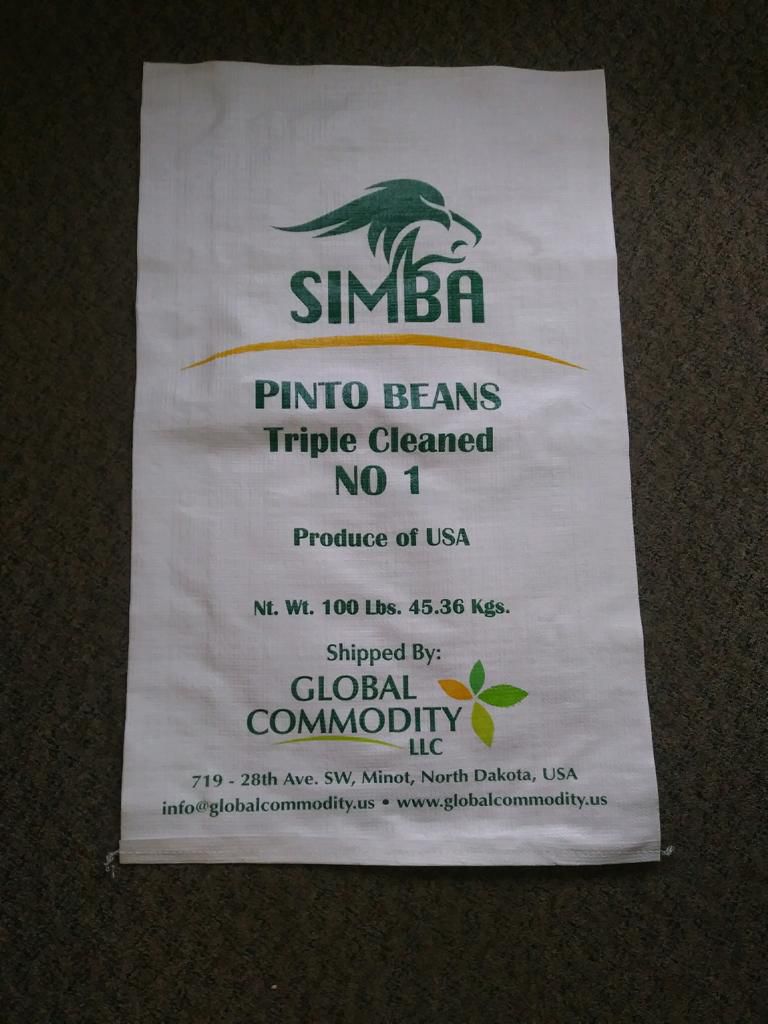 SIMBA
PINTO BEANS
Triple Cleaned
NO 1
Produce of USA
Nt. Wt. 100 Lbs. 45.36 Kgs.
Shipped By:
GLOBAL
COMMODITY
LLC
719 - 28th Ave. SW, Minot, North Dakota, USA
info@globalcommodity.us • www.globalcommodity.us